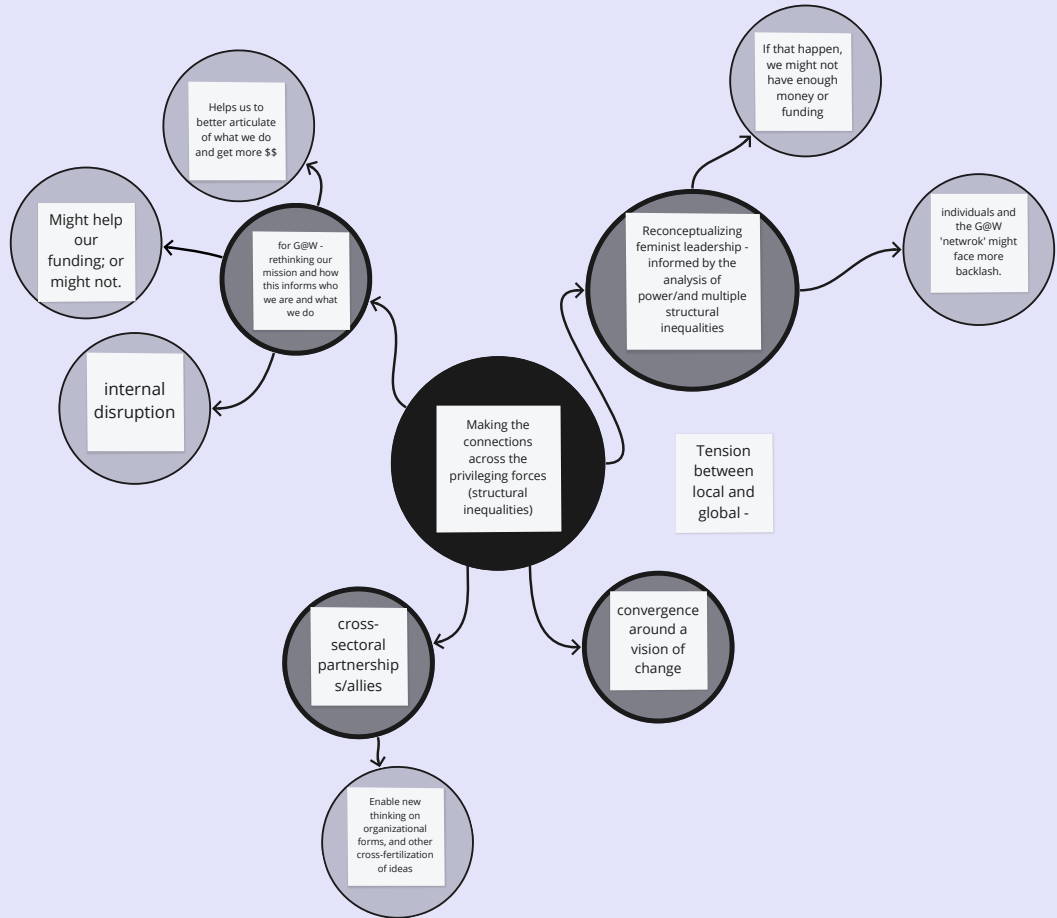 If that happen,
we might not
have enough
money or
funding
Helps us to
better articulate
of what we do
and get more $$
Might help
our
funding; or
might not.
for G@W -
rethinking our
mission and how
this informs who
we are and what
we do
Reconceptualizing
feminist leadership -
informed by the
analysis of
power/and multiple
structural
inequalities
individuals and
the G@W
'netwrok' might
face more
backlash.
internal
disruption
Making the
connections
across the
privileging forces
(structural
inequalities)
Tension
between
local and
global -
cross-
sectoral
partnership
s/allies
convergence
around a
vision of
change
Enable new
thinking on
organizational
forms, and other
cross-fertilization
of ideas